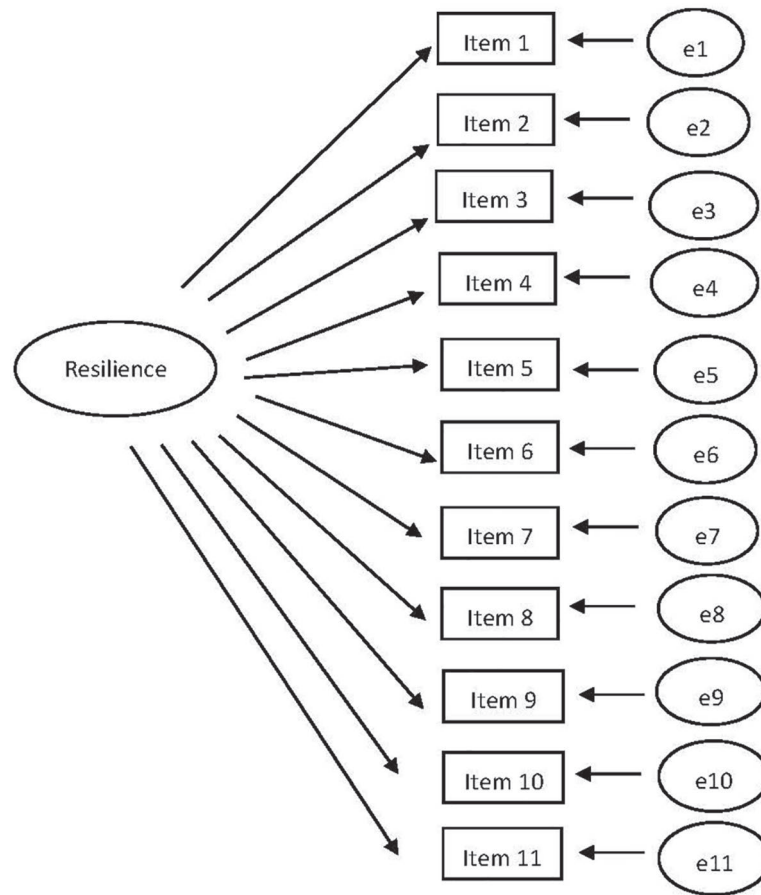 Item 1
e1
Item 2
e2
Item 3
e3
Item 4
e4
Resilience
Item 5
e5
Item 6
e6
Item 7
e7
Item 8
e8
Item 9
e9
Item 10
e10
Item 11
e11